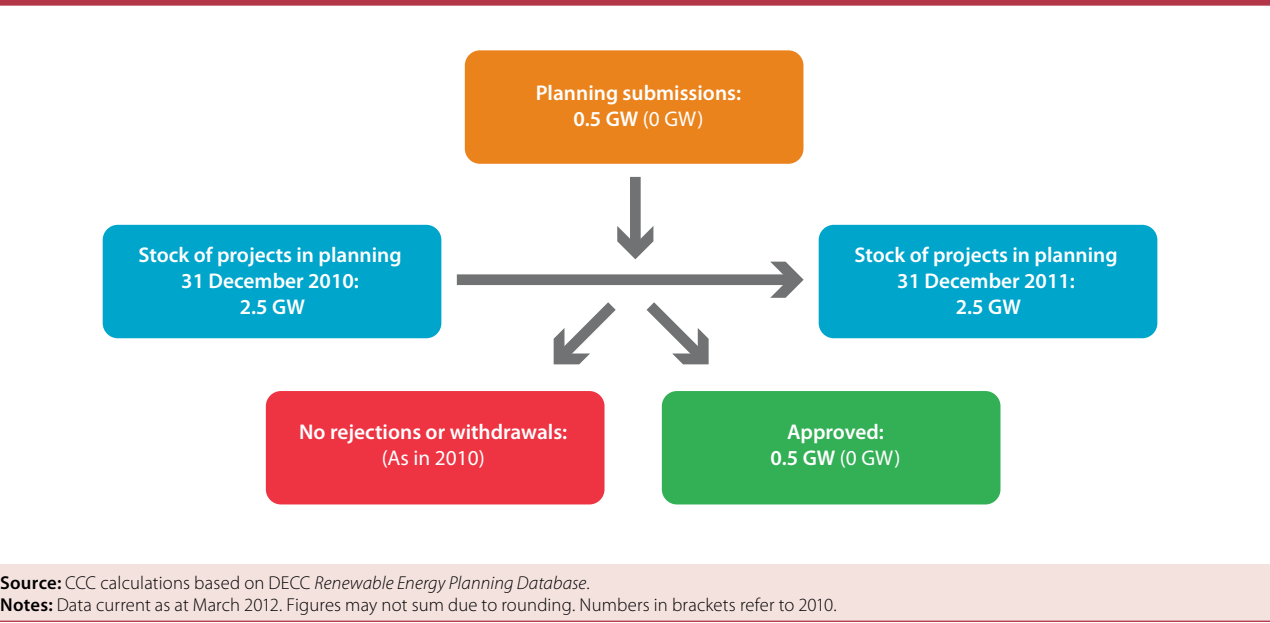 Planning submissions:
0.5 GW (0 GW)
Stock of projects in planning
31 December 2010:
2.5 GW
Stock of projects in planning
31 December 2011:
2.5 GW
No rejections or withdrawals:
(As in 2010)
Approved:
0.5 GW (0 GW)
Source: CCC calculations based on DECC Renewable Energy Planning Database.
Notes: Data current as at March 2012. Figures may not sum due to rounding. Numbers in brackets refer to 2010.